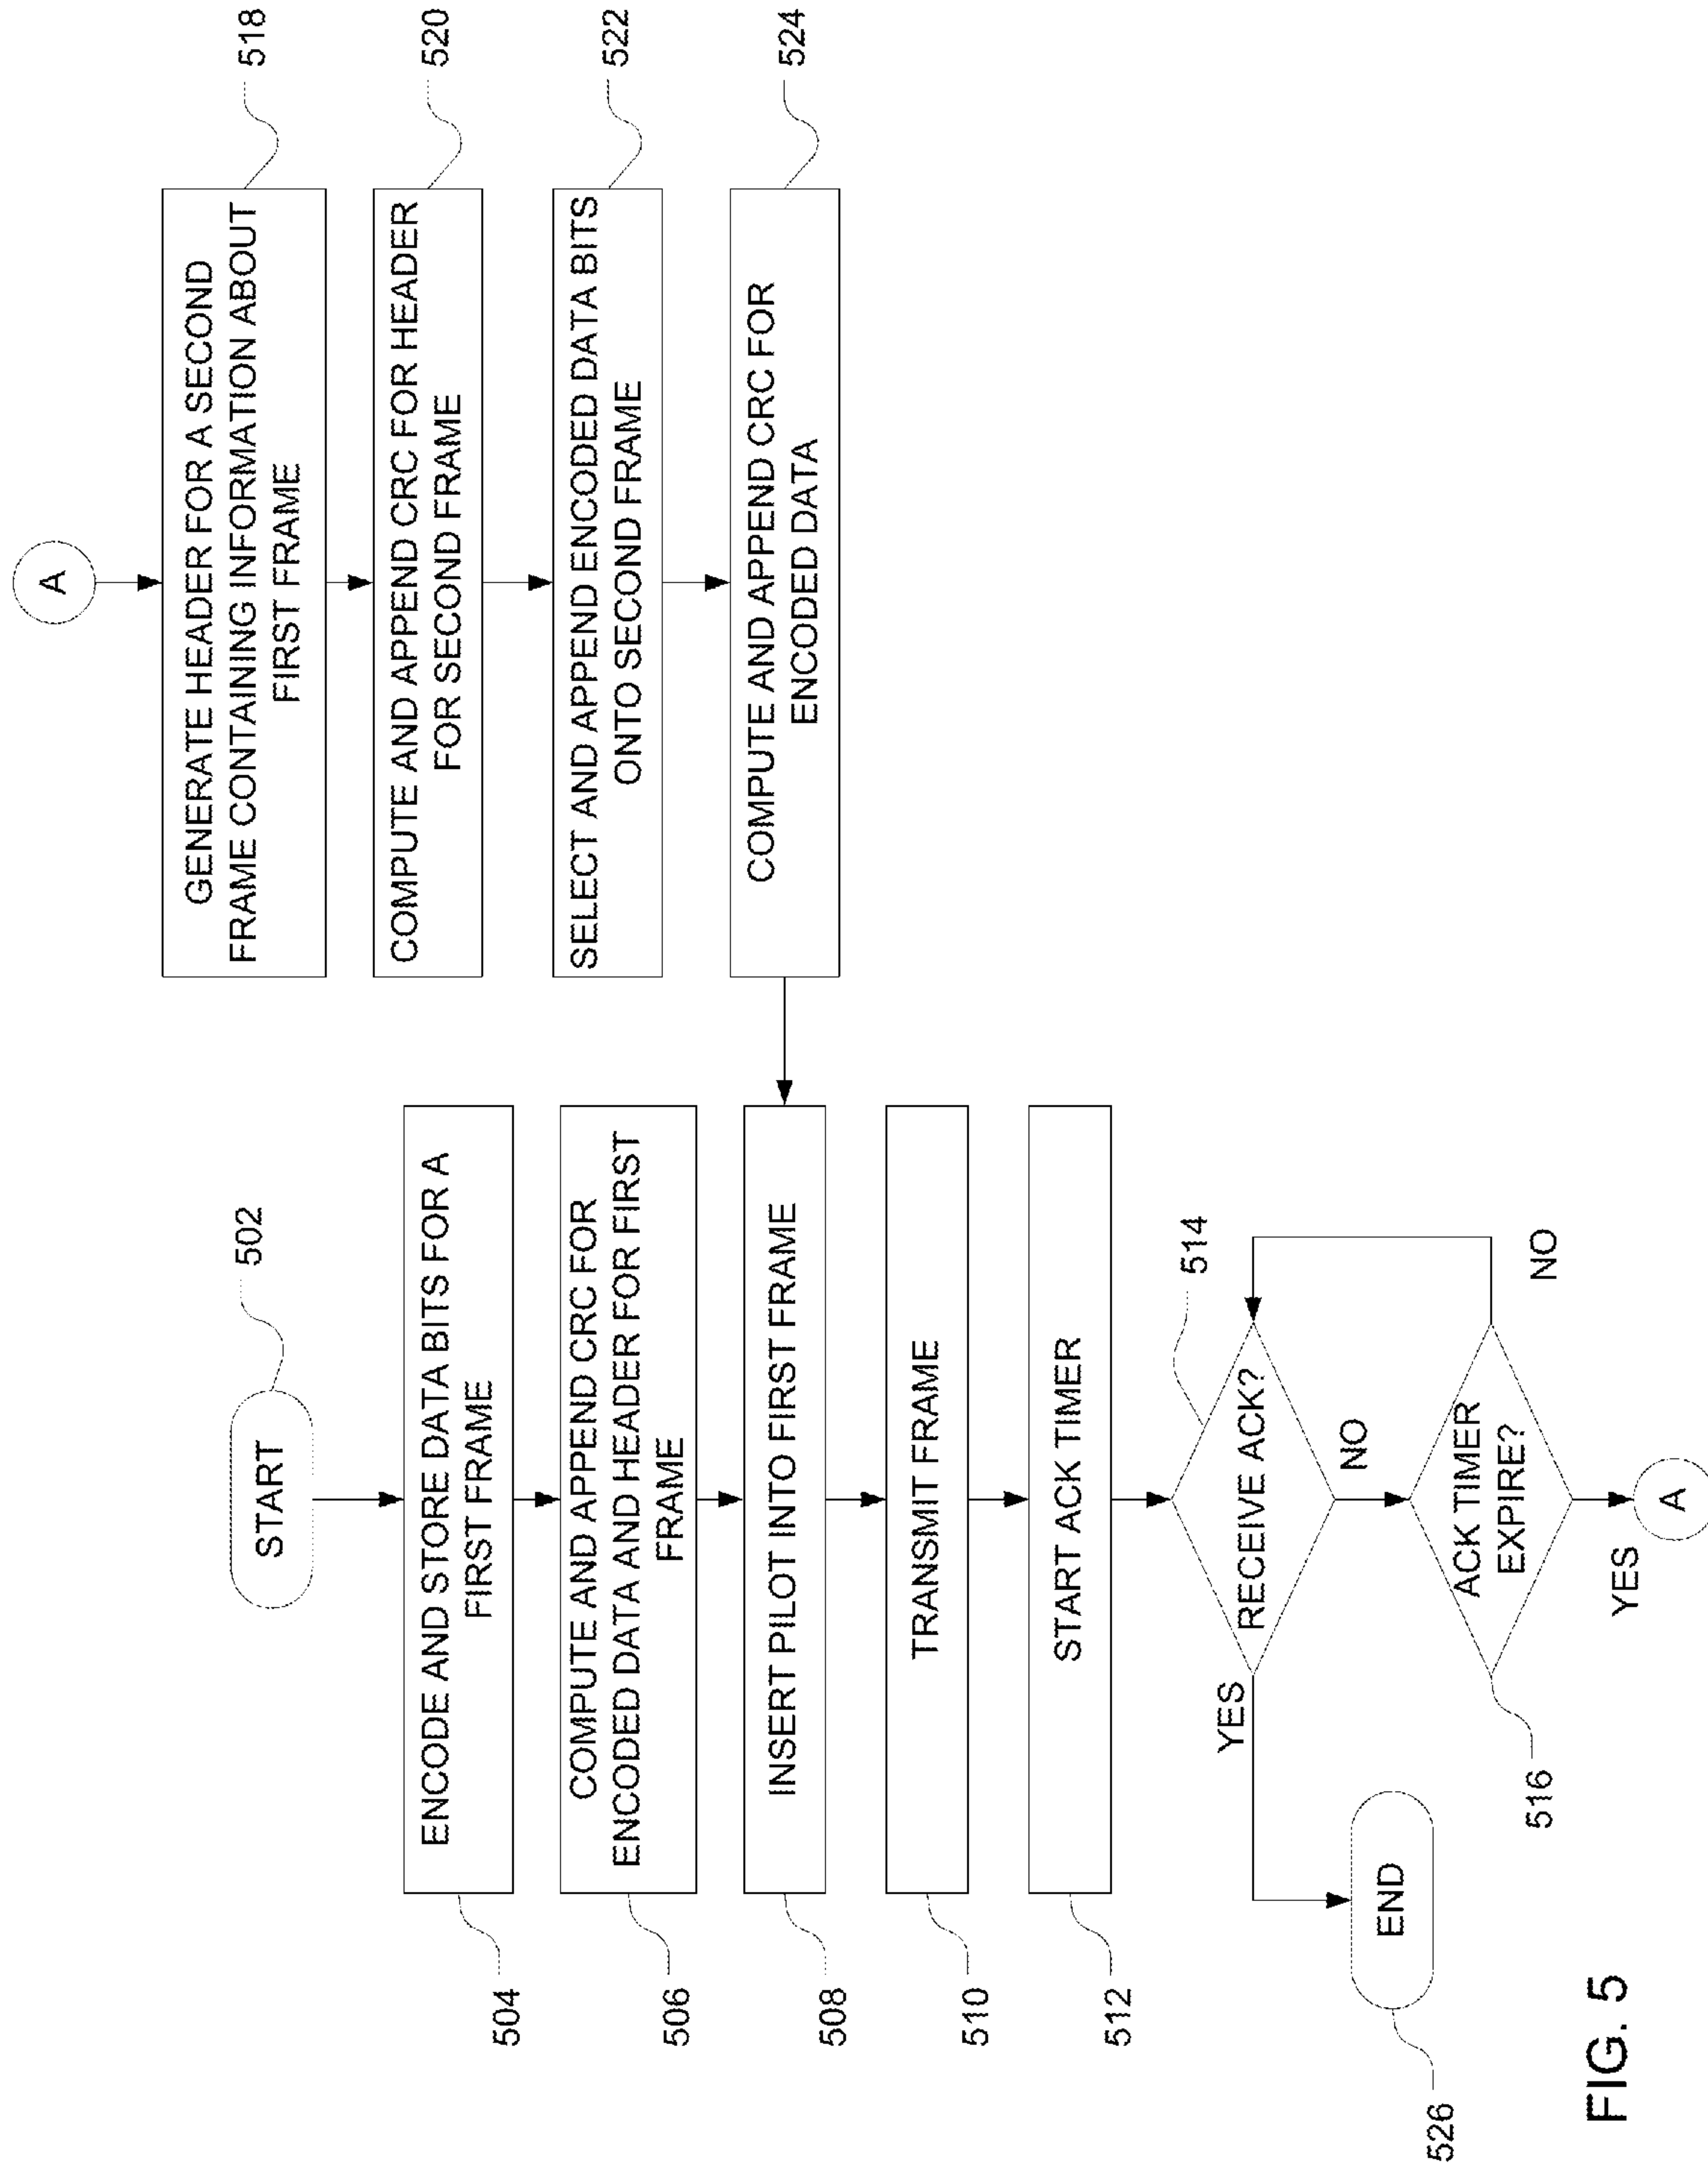 START
502
ENCODE AND STORE DATA BITS FOR A
FIRST FRAME
504
COMPUTE AND APPEND CRC FOR
ENCODED DATA AND HEADER FOR FIRST
FRAME
506
INSERT PILOT INTO FIRST FRAME
508
TRANSMIT FRAME
510
START ACK TIMER
512
RECEIVE ACK?
514
YES
NO
END
526
ACK TIMER
EXPIRE?
516
NO
YES
A
A
GENERATE HEADER FOR A SECOND
FRAME CONTAINING INFORMATION ABOUT
FIRST FRAME
518
COMPUTE AND APPEND CRC FOR HEADER
FOR SECOND FRAME
520
SELECT AND APPEND ENCODED DATA BITS
ONTO SECOND FRAME
522
COMPUTE AND APPEND CRC FOR
ENCODED DATA
524
FIG. 5